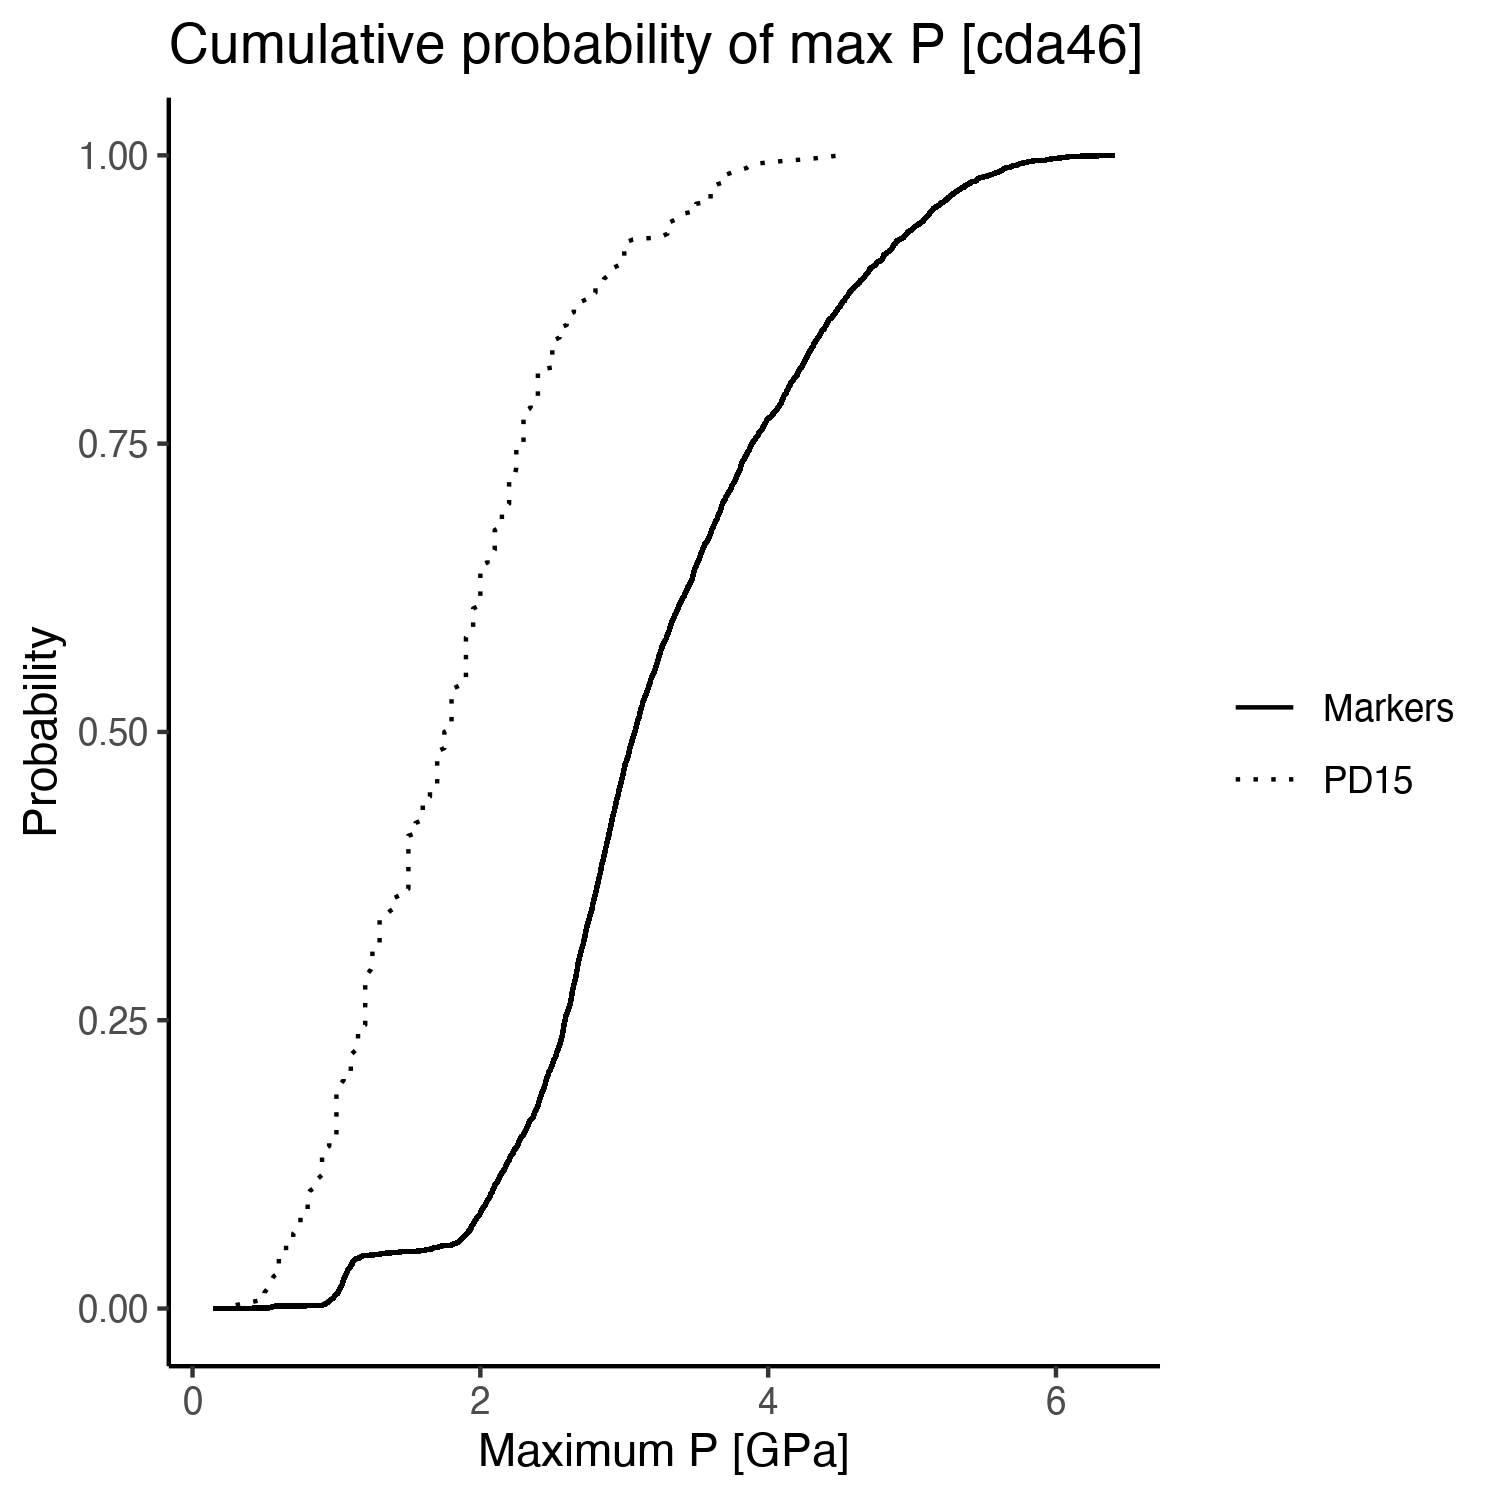 Cumulative probability of max P [cda46]
1.00
0.75
0.50
0.25
0.00
Probability
0 2 4 6
Maximum P [GPa]
Markers
PD15